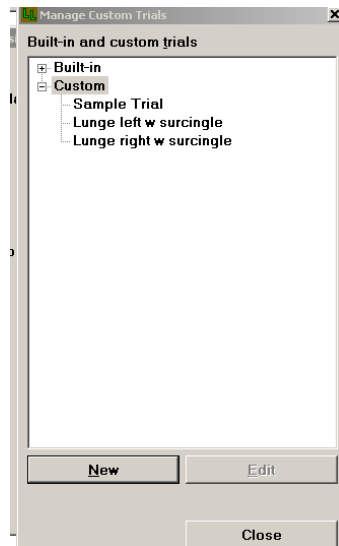 LL Manage Custom Trials X
Built-in and custom trials
Built-in
Custom
Sample Trial
Lunge left w surcingle
Lunge right w surcingle
New Edit
Close